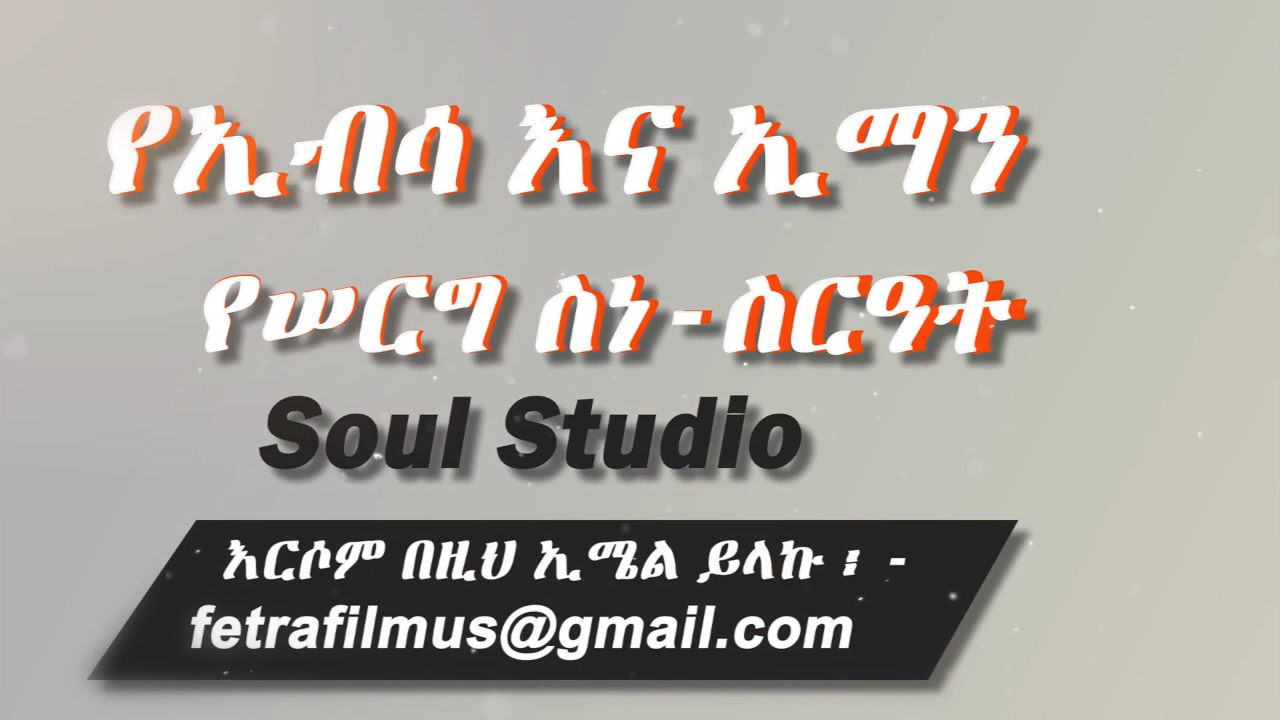 የኢብሳ እና ኢማን
የሠርግ ስነ-ስርዓት
Soul Studio
እርሶም በዚህ ኢሜል ይላኩ ፧ -
fetrafilmus@gmail.com